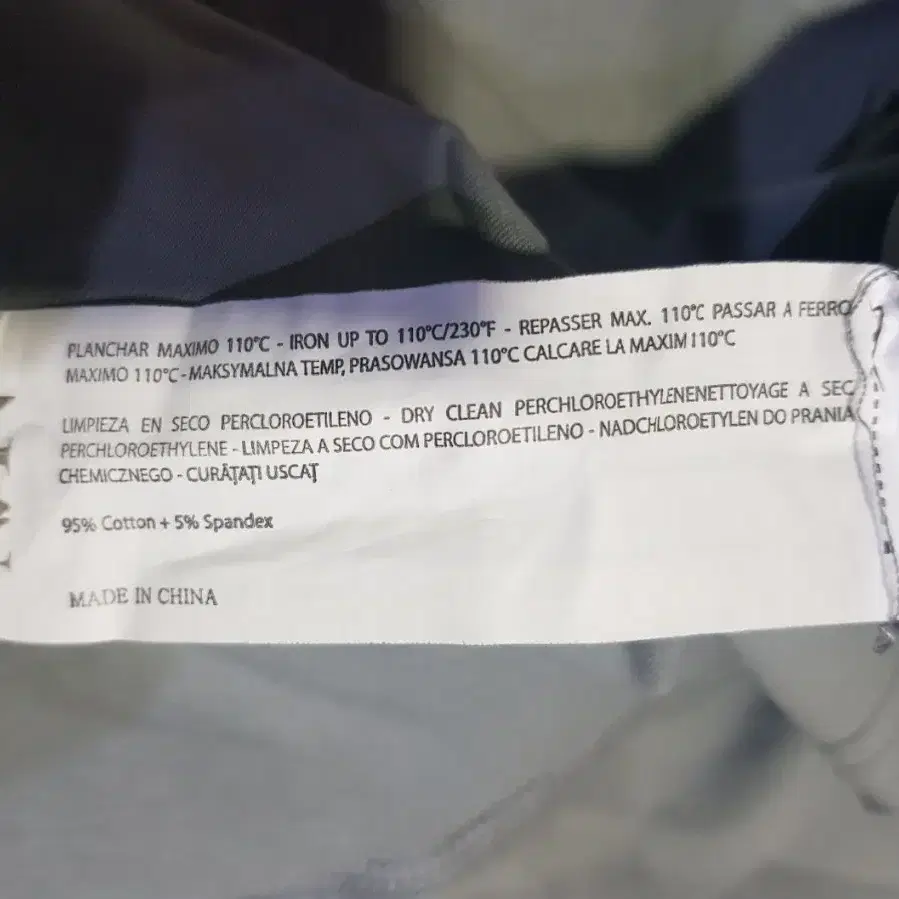 PLANCHAR MAXIMO 110°C - IRON UP TO 110°C/230°F - REPASSER MAX. 110°C PASSAR A FERRO
MAXIMO 110°C - MAKSYMALNA TEMP, PRASOWANSA 110°C CALCARE LA MAXIM 110°C
LIMPIEZA EN SECO PERCLOROETILENO - DRY CLEAN PERCHLOROETHYLENENETTOYAGE A SEC
PERCHLOROETHYLENE - LIMPEZA A SECO COM PERCLOROETILENO - NADCHLOROETYLEN DO PRANIA
CHEMICZNEGO - CURÂŢAŢI USCAŢ
95% Cotton + 5% Spandex
MADE IN CHINA